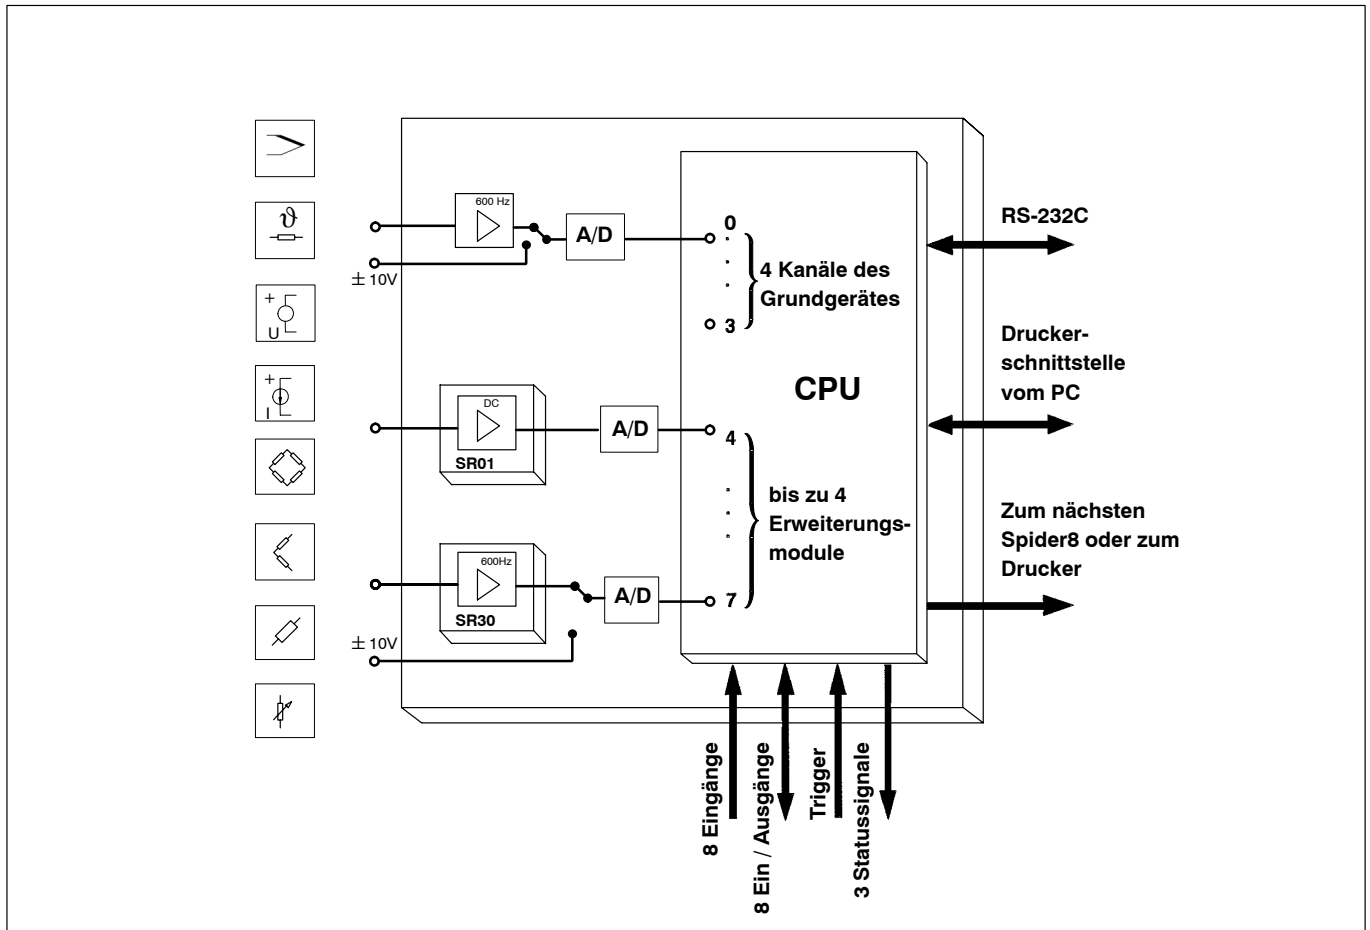 ϑ
+
U
+
I
± 10V
600 Hz
A/D
0
3
4 Kanäle des
Grundgerätes
CPU
DC
SR01
A/D
4
bis zu 4
Erweiterungs-
module
600Hz
SR30
A/D
7
± 10V
RS-232C
Drucker-
schnittstelle
vom PC
Zum nächsten
Spider8 oder zum
Drucker
8 Eingänge
8 Ein / Ausgänge
Trigger
3 Statussignale